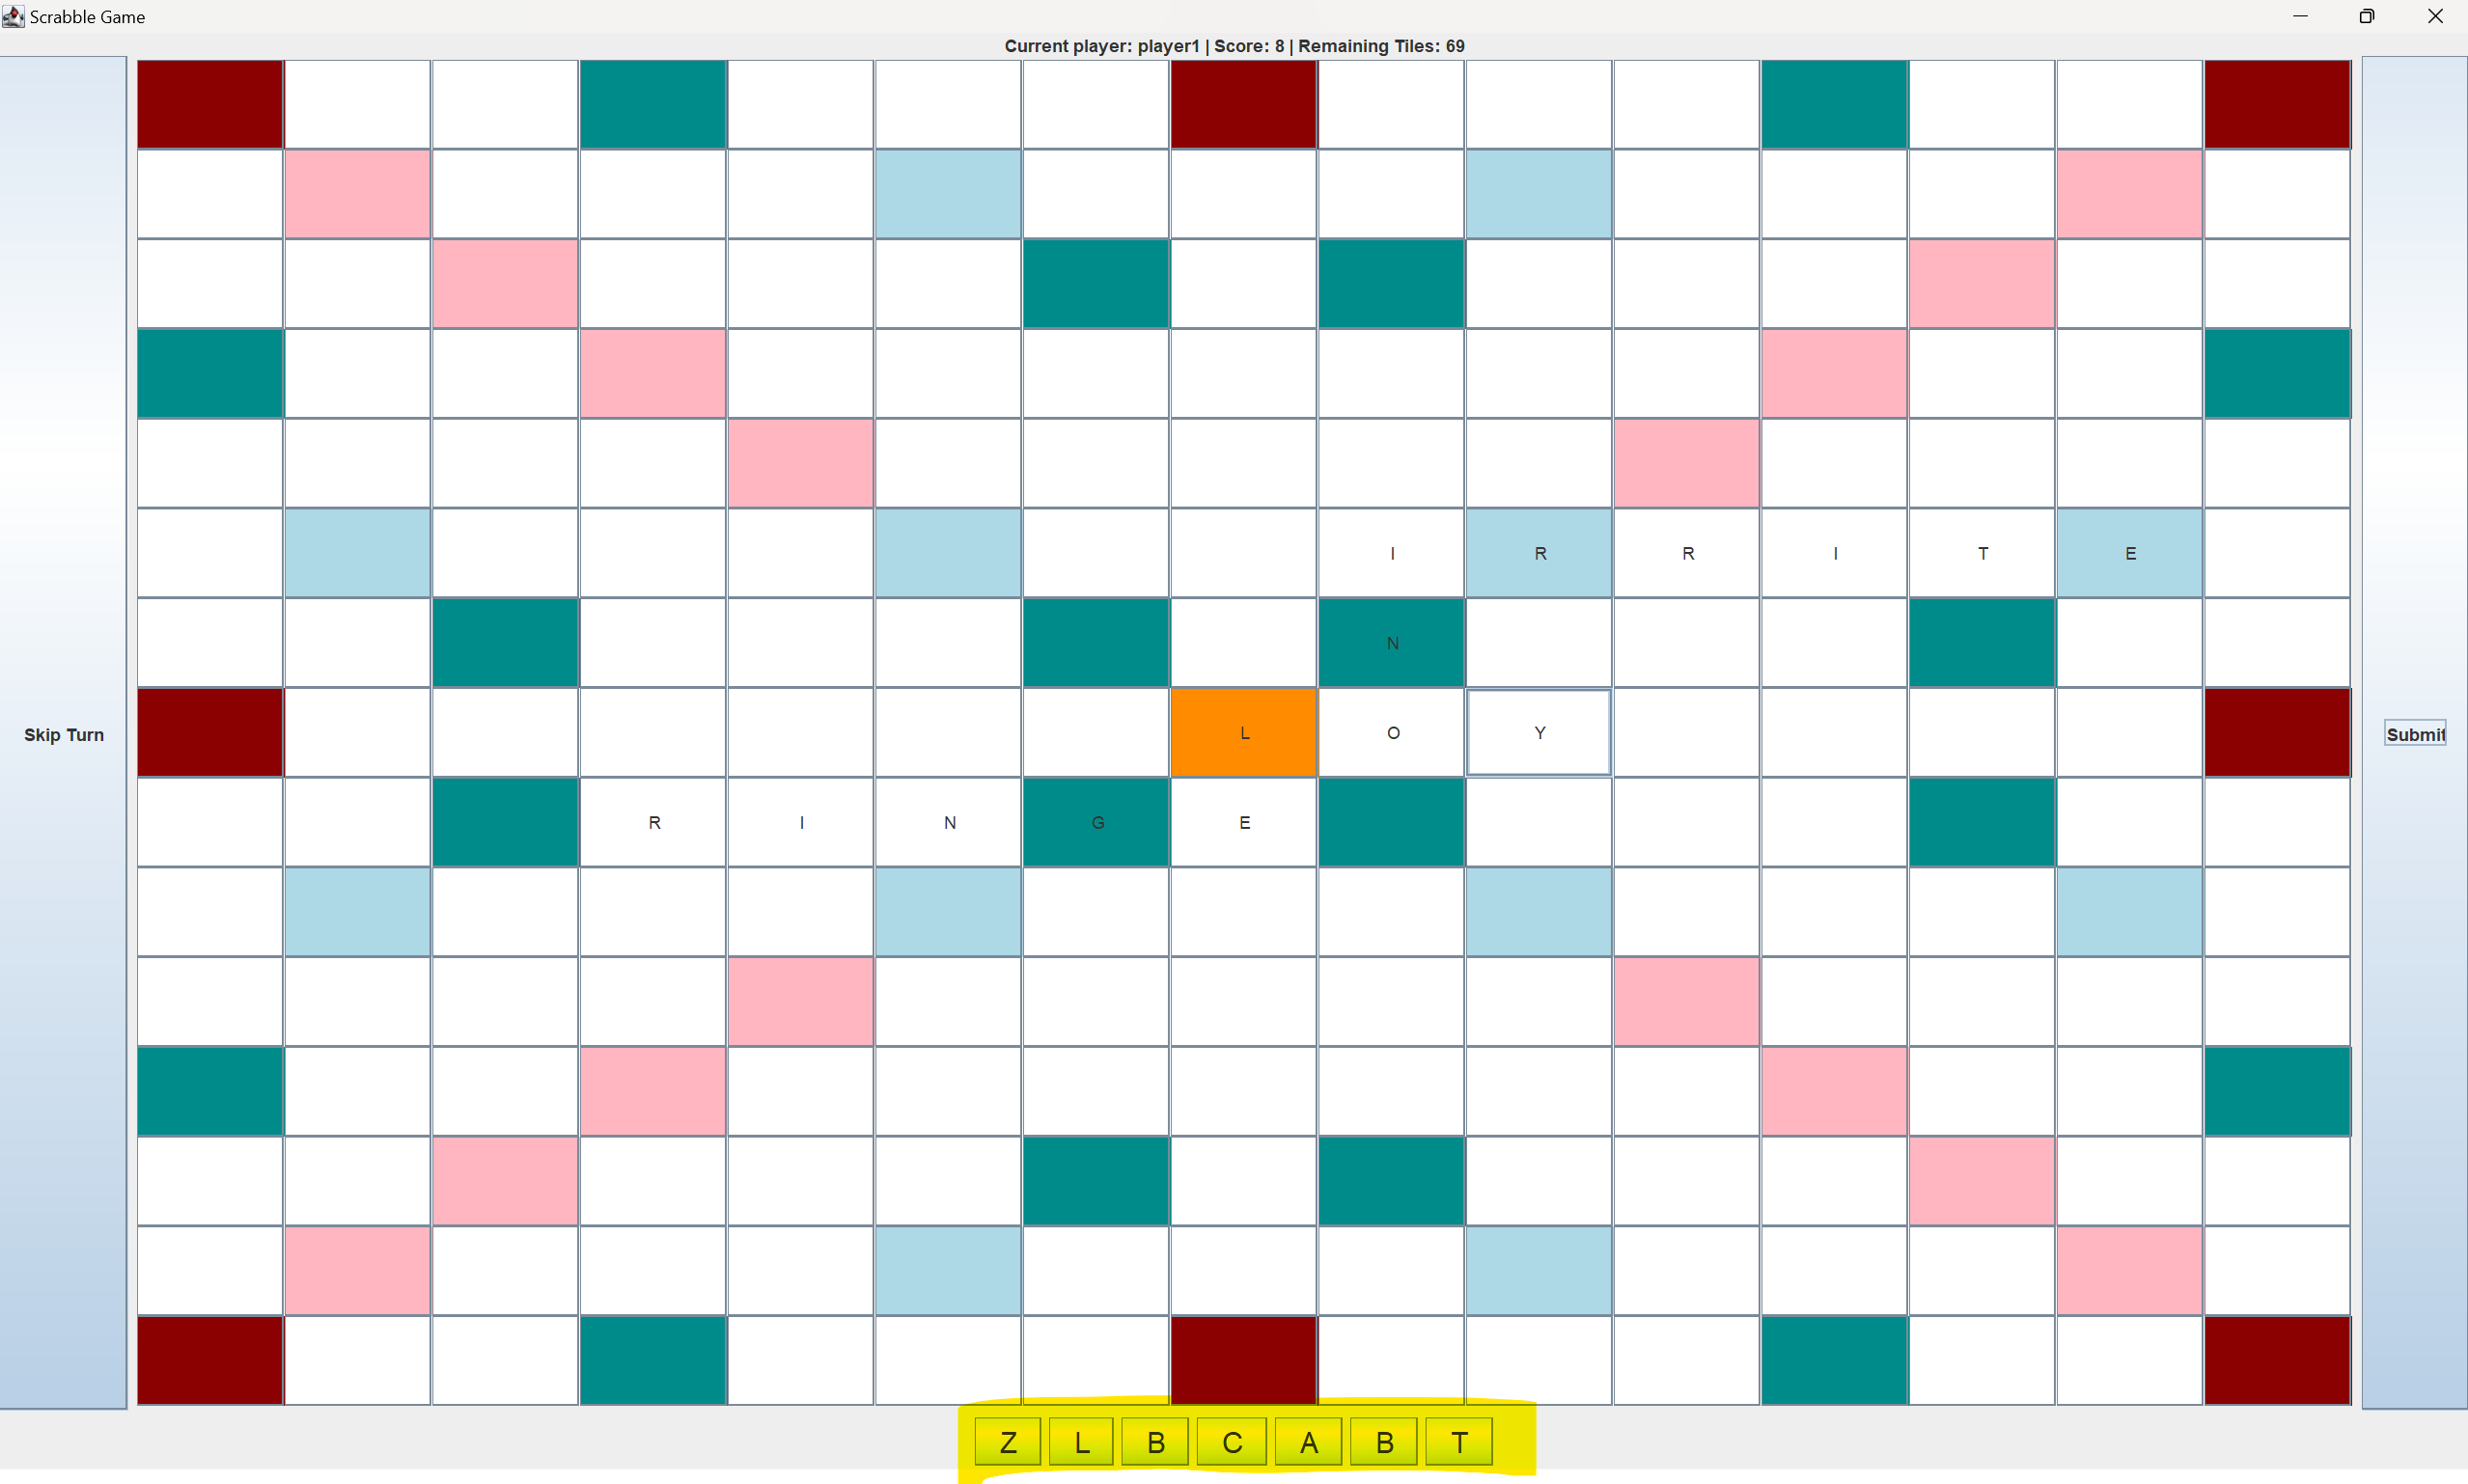 Scrabble Game
Current player: player1 | Score: 8 | Remaining Tiles: 69
I R R I T E
N
Skip Turn
L O Y
Submit
R I N G E
Z L B C A B T